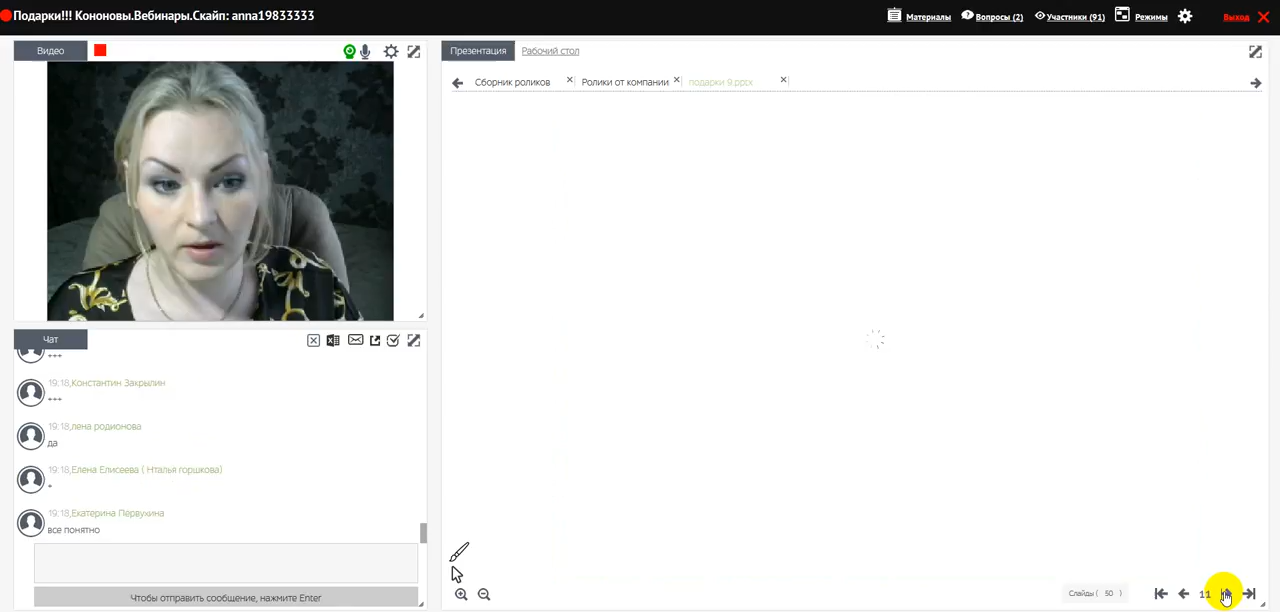 Подарки!!! Кононовы.Вебинары.Скайп: anna19833333
Материалы
Вопросы (2)
Участники (91)
Режимы
Выход
Видео
Презентация
Рабочий стол
Сборник роликов
Ролики от компании
подарки 9.ppsx
Чат
+++
19:18,Константин Закрылин
+++
19:18,лена родионова
да
19:18,Елена Елисеева ( Нталья горшкова)
+
19:18,Екатерина Первухина
все понятно
Чтобы отправить сообщение, нажмите Enter
Слайды ( 50 )
11